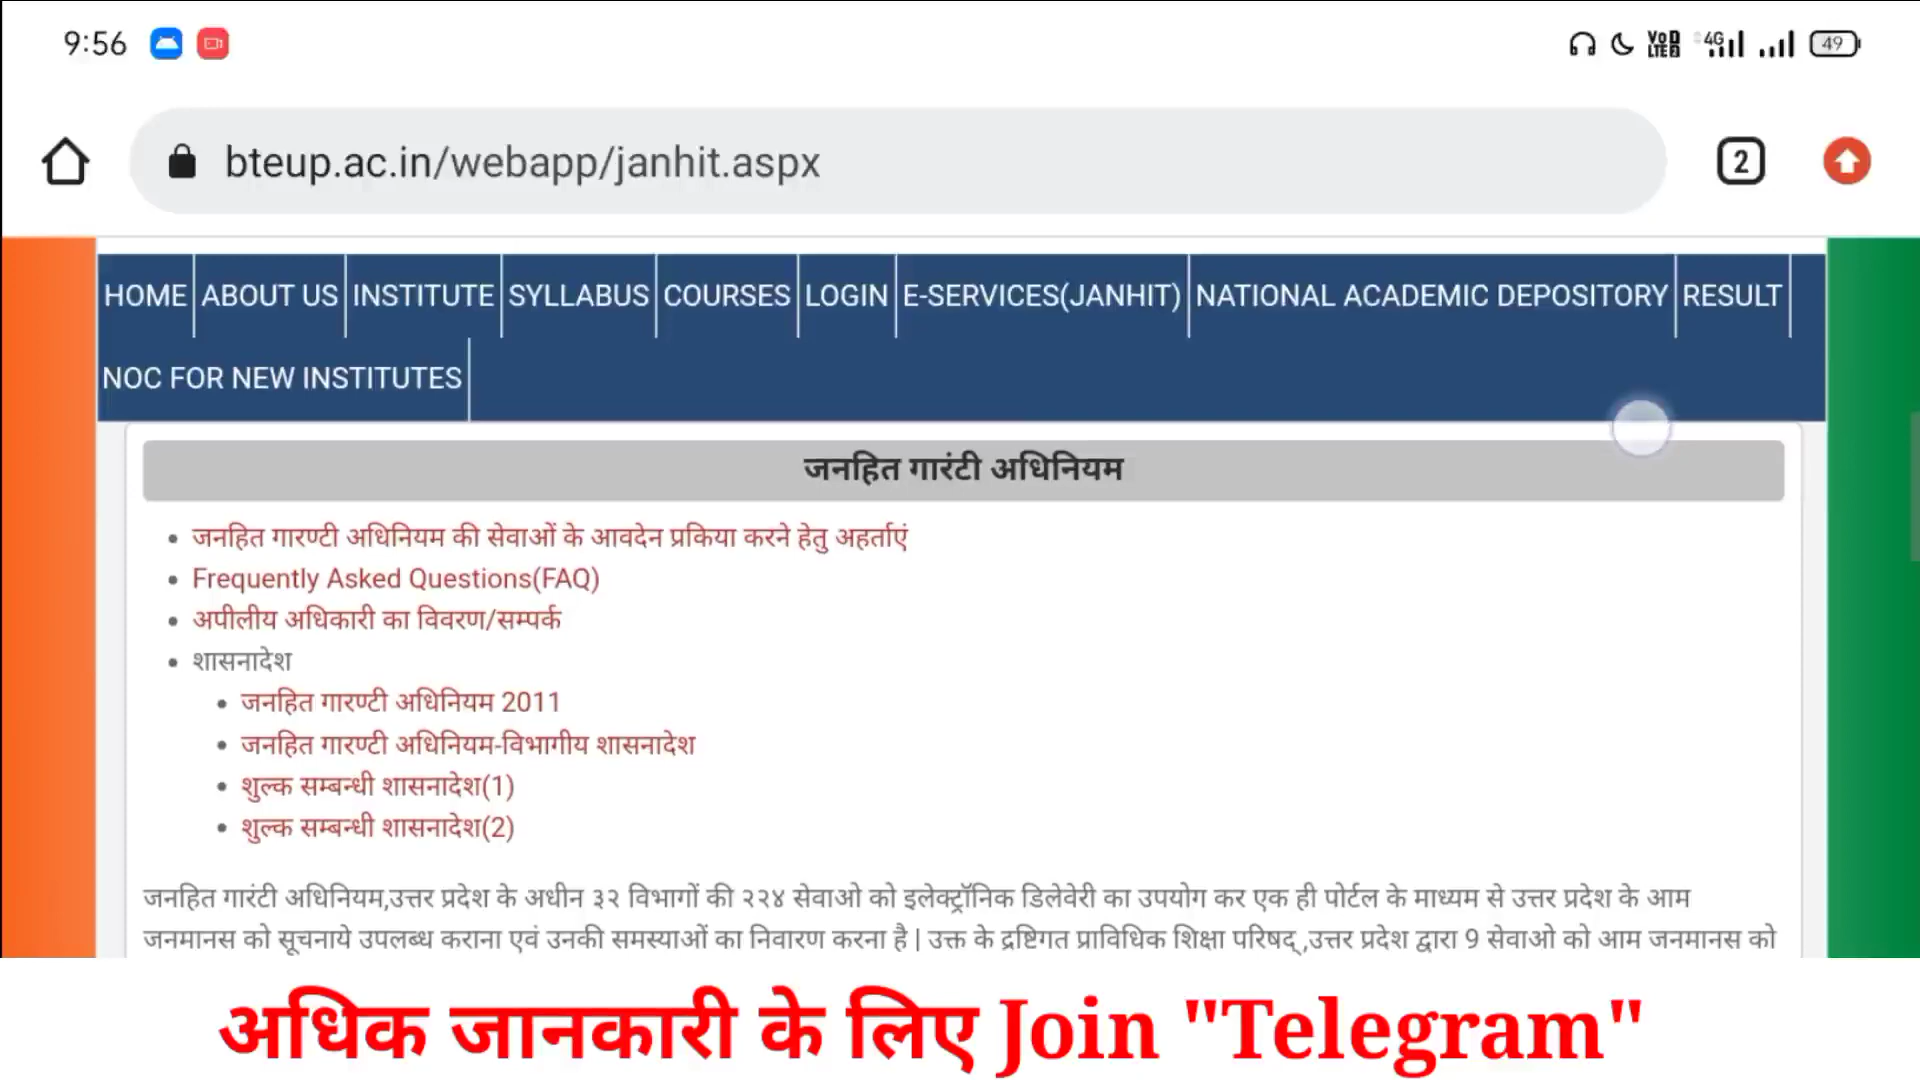 9:56
VoD LTE2 4G 49
bteup.ac.in/webapp/janhit.aspx
2
HOME ABOUT US INSTITUTE SYLLABUS COURSES LOGIN E-SERVICES(JANHIT) NATIONAL ACADEMIC DEPOSITORY RESULT
NOC FOR NEW INSTITUTES
जनहित गारंटी अधिनियम
जनहित गारण्टी अधिनियम की सेवाओं के आवदेन प्रकिया करने हेतु अहर्ताएं
Frequently Asked Questions(FAQ)
अपीलीय अधिकारी का विवरण/सम्पर्क
शासनादेश
जनहित गारण्टी अधिनियम 2011
जनहित गारण्टी अधिनियम-विभागीय शासनादेश
शुल्क सम्बन्धी शासनादेश(1)
शुल्क सम्बन्धी शासनादेश(2)
जनहित गारंटी अधिनियम,उत्तर प्रदेश के अधीन ३२ विभागों की २२४ सेवाओ को इलेक्ट्रॉनिक डिलेवेरी का उपयोग कर एक ही पोर्टल के माध्यम से उत्तर प्रदेश के आम
जनमानस को सूचनाये उपलब्ध कराना एवं उनकी समस्याओं का निवारण करना है | उक्त के द्रष्टिगत प्राविधिक शिक्षा परिषद् ,उत्तर प्रदेश द्वारा 9 सेवाओ को आम जनमानस को
अधिक जानकारी के लिए Join "Telegram"